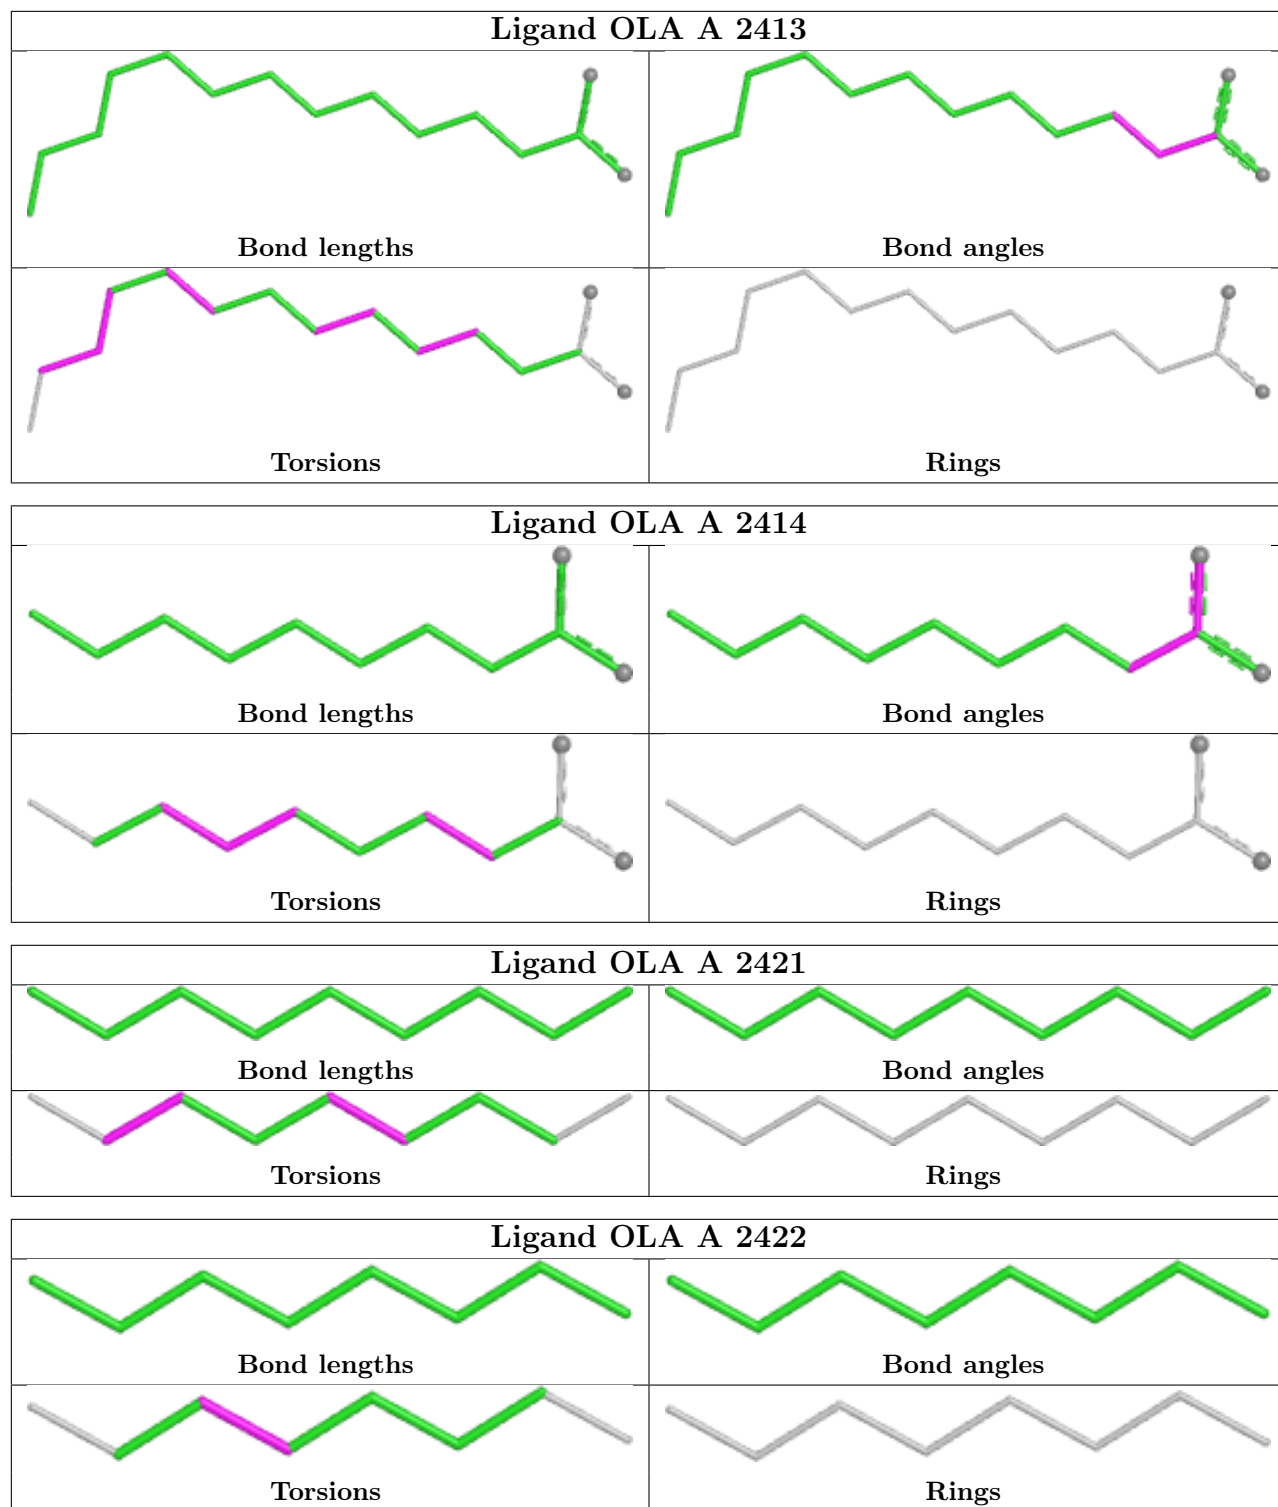 Ligand OLA A 2413
Bond lengths
Bond angles
Torsions
Rings
Ligand OLA A 2414
Bond lengths
Bond angles
Torsions
Rings
Ligand OLA A 2421
Bond lengths
Bond angles
Torsions
Rings
Ligand OLA A 2422
Bond lengths
Bond angles
Torsions
Rings